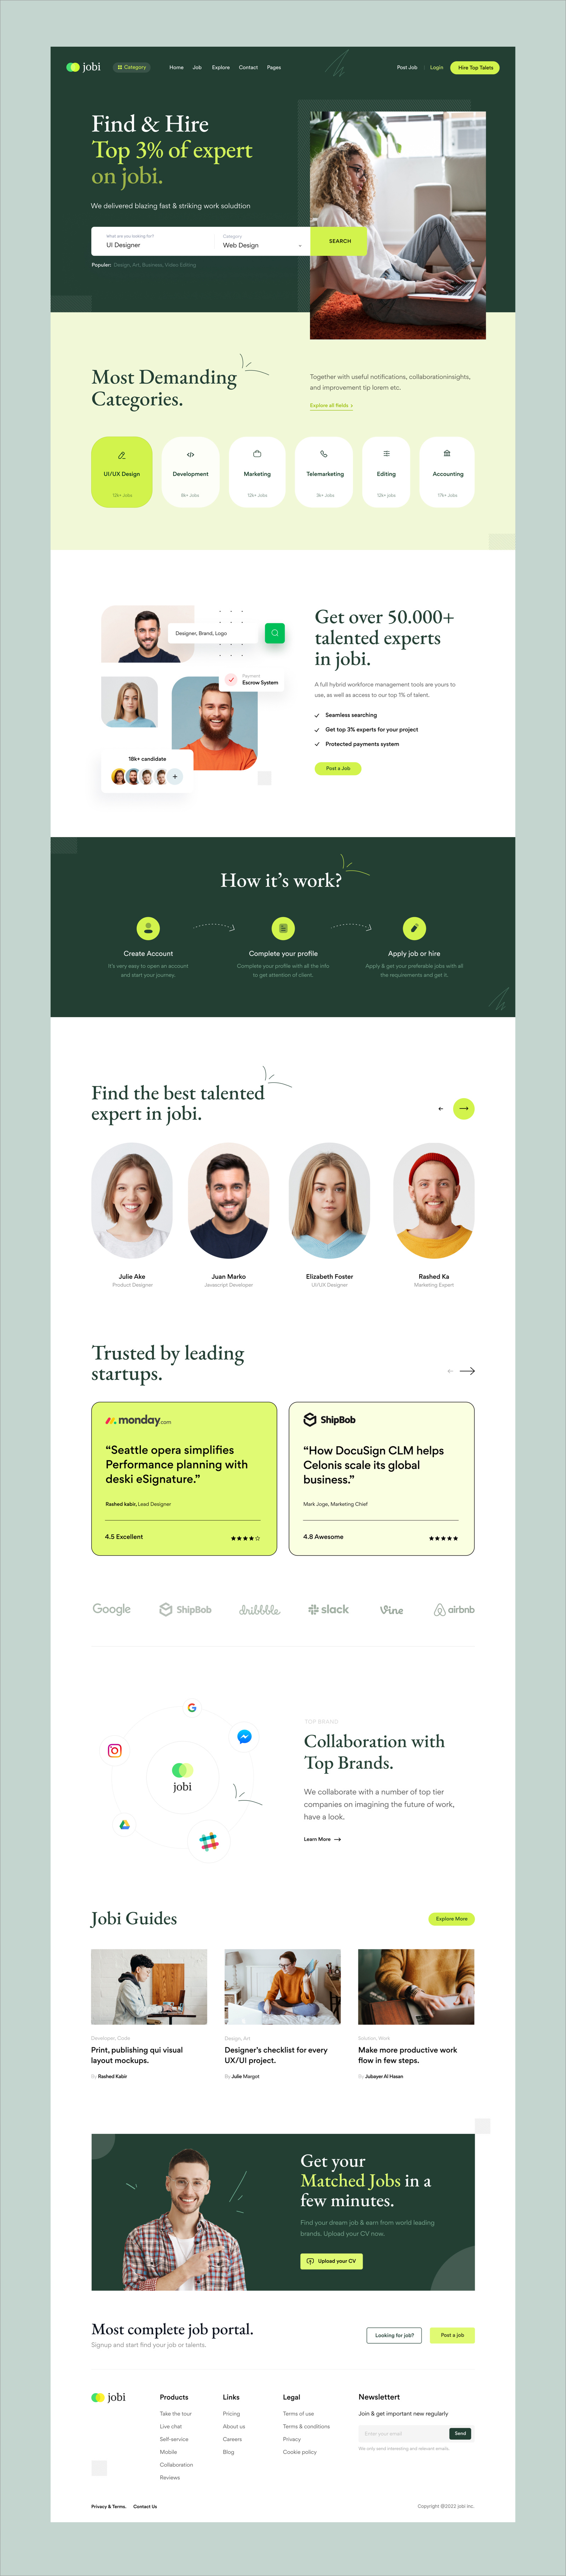 jobi
Category
Home Job Explore Contact Pages
Post Job Login Hire Top Talets
Find & Hire
Top 3% of expert
on jobi.
We delivered blazing fast & striking work soludtion
What are you looking for?
UI Designer
Category
Web Design
SEARCH
Populer: Design, Art, Business, Video Editing
Most Demanding
Categories.
Together with useful notifications, collaborationinsights,
and improvement tip lorem etc.
Explore all fields
UI/UX Design
12k+ Jobs
Development
8k+ Jobs
Marketing
12k+ Jobs
Telemarketing
3k+ Jobs
Editing
12k+ jobs
Accounting
17k+ Jobs
Designer, Brand, Logo
Payment
Escrow System
18k+ candidate
Get over 50.000+
talented experts
in jobi.
A full hybrid workforce management tools are yours to
use, as well as access to our top 1% of talent.
Seamless searching
Get top 3% experts for your project
Protected payments system
Post a Job
How it's work?
Create Account
It's very easy to open an account
and start your journey.
Complete your profile
Complete your profile with all the info
to get attention of client.
Apply job or hire
Apply & get your preferable jobs with all
the requirements and get it.
Find the best talented
expert in jobi.
Julie Ake
Product Designer
Juan Marko
Javascript Developer
Elizabeth Foster
UI/UX Designer
Rashed Ka
Marketing Expert
Trusted by leading
startups.
monday.com
“Seattle opera simplifies
Performance planning with
deski eSignature.”
Rashed kabir, Lead Designer
4.5 Excellent
ShipBob
“How DocuSign CLM helps
Celonis scale its global
business.”
Mark Joge, Marketing Chief
4.8 Awesome
Google ShipBob dribbble slack Vine airbnb
jobi
TOP BRAND
Collaboration with
Top Brands.
We collaborate with a number of top tier
companies on imagining the future of work,
have a look.
Learn More
Jobi Guides
Explore More
Developer, Code
Print, publishing qui visual
layout mockups.
By Rashed Kabir
Design, Art
Designer's checklist for every
UX/UI project.
By Julie Margot
Solution, Work
Make more productive work
flow in few steps.
By Jubayer Al Hasan
Get your
Matched Jobs in a
few minutes.
Find your dream job & earn from world leading
brands. Upload your CV now.
Upload your CV
Most complete job portal.
Signup and start find your job or talents.
Looking for job?
Post a job
jobi
Products
Take the tour
Live chat
Self-service
Mobile
Collaboration
Reviews
Links
Pricing
About us
Careers
Blog
Legal
Terms of use
Terms & conditions
Privacy
Cookie policy
Newslettert
Join & get important new regularly
Enter your email
Send
We only send interesting and relevant emails.
Privacy & Terms. Contact Us
Copyright @2022 jobi inc.